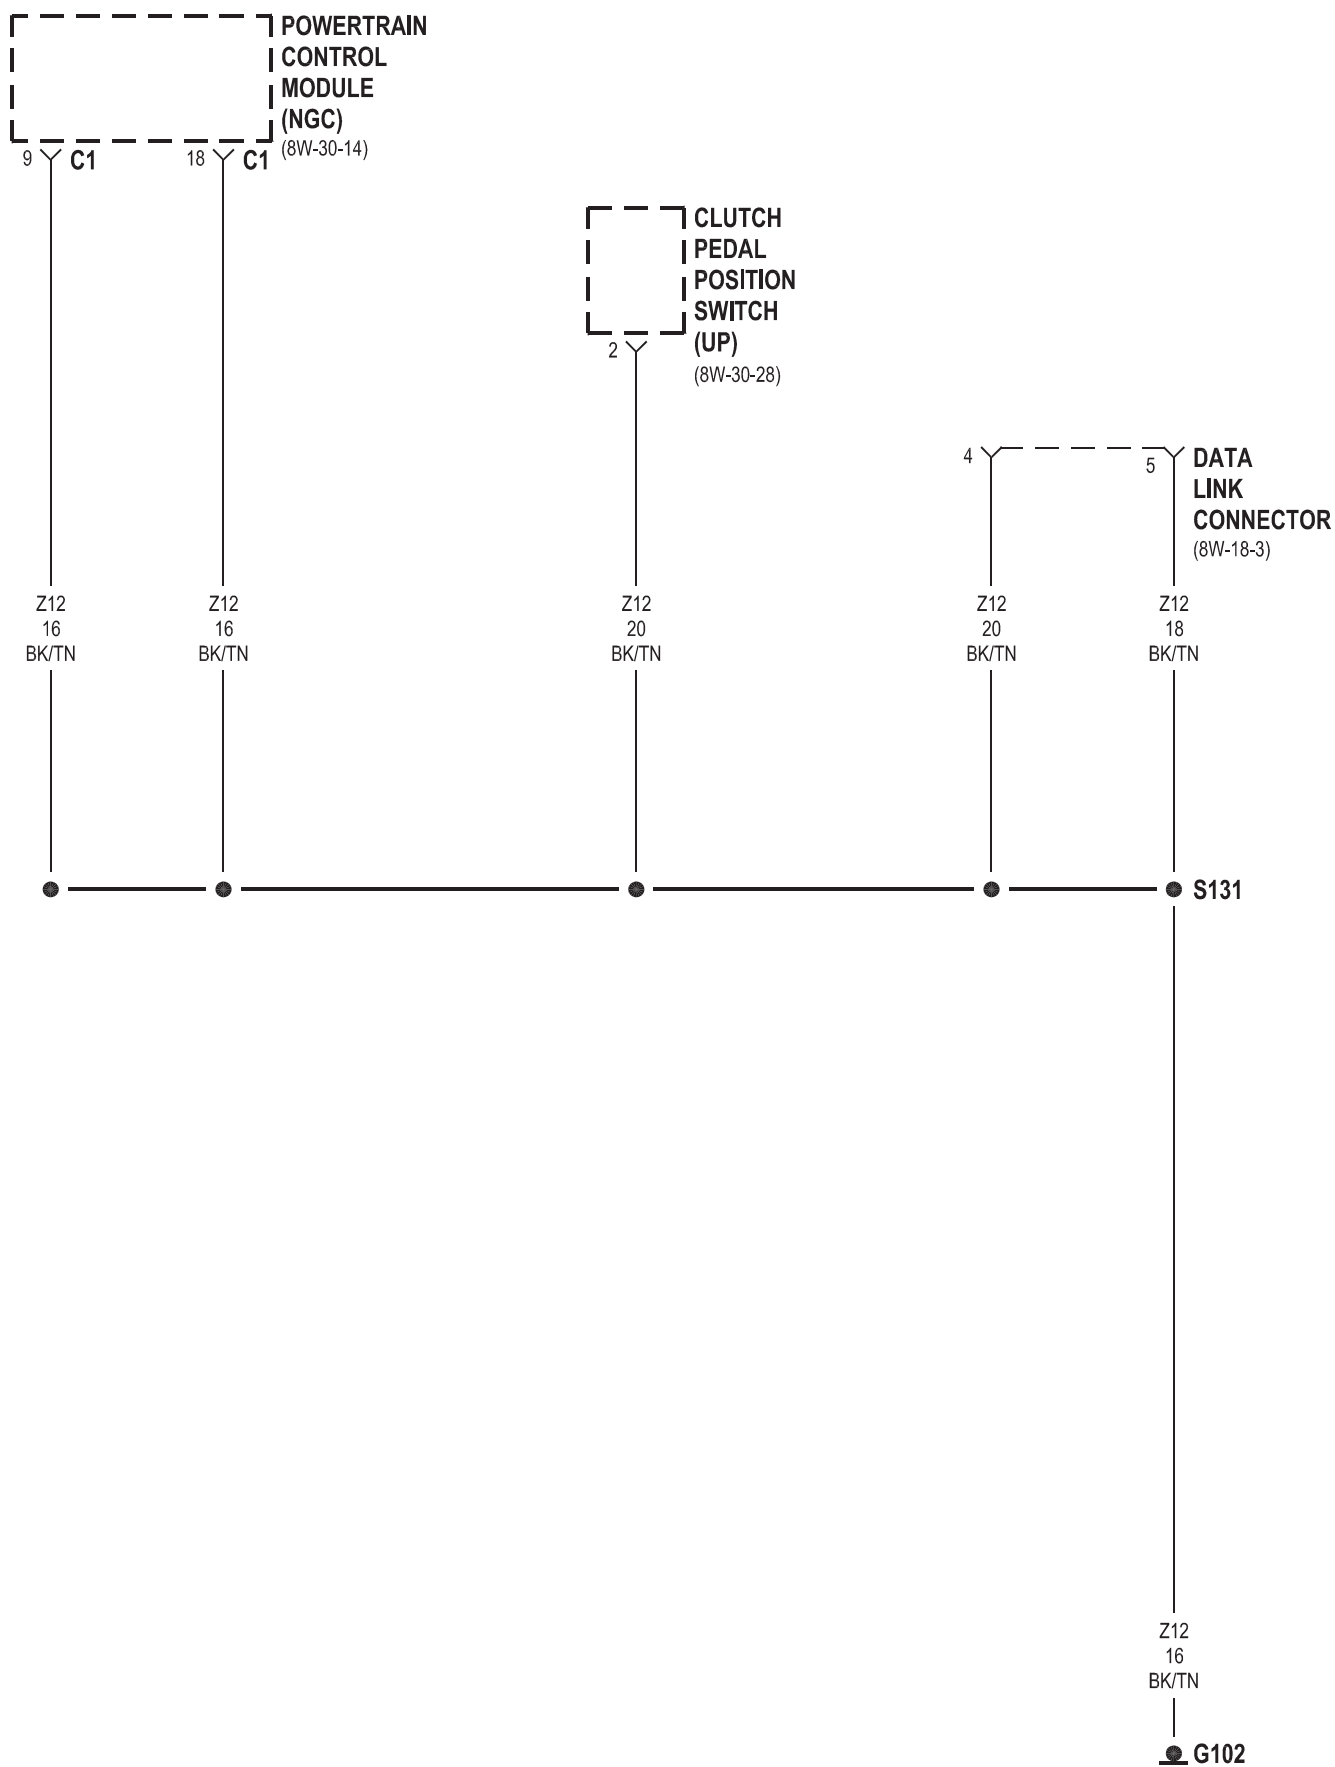 POWERTRAIN
CONTROL
MODULE
(NGC)
(8W-30-14)
9 C1 18 C1
CLUTCH
PEDAL
POSITION
SWITCH
(UP)
(8W-30-28)
2
4 5 DATA
LINK
CONNECTOR
(8W-18-3)
Z12 Z12 Z12 Z12 Z12
16 16 20 20 18
BK/TN BK/TN BK/TN BK/TN BK/TN
S131
Z12
16
BK/TN
G102